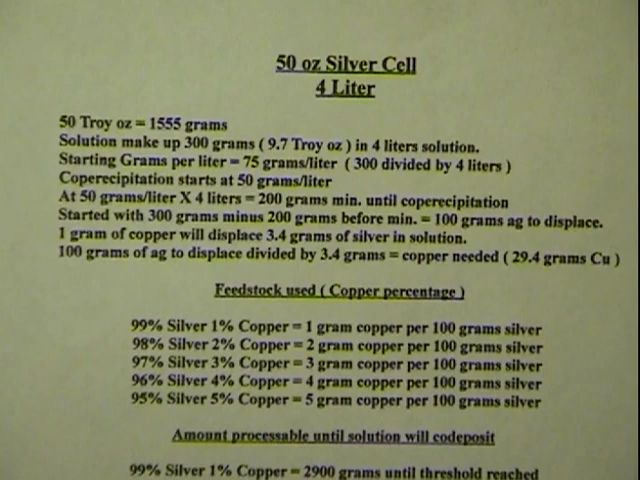 50 oz Silver Cell
4 Liter
50 Troy oz = 1555 grams
Solution make up 300 grams ( 9.7 Troy oz ) in 4 liters solution.
Starting Grams per liter = 75 grams/liter ( 300 divided by 4 liters )
Coperecipitation starts at 50 grams/liter
At 50 grams/liter X 4 liters = 200 grams min. until coperecipitation
Started with 300 grams minus 200 grams before min. = 100 grams ag to displace.
1 gram of copper will displace 3.4 grams of silver in solution.
100 grams of ag to displace divided by 3.4 grams = copper needed ( 29.4 grams Cu )
Feedstock used ( Copper percentage )
99% Silver 1% Copper = 1 gram copper per 100 grams silver
98% Silver 2% Copper = 2 gram copper per 100 grams silver
97% Silver 3% Copper = 3 gram copper per 100 grams silver
96% Silver 4% Copper = 4 gram copper per 100 grams silver
95% Silver 5% Copper = 5 gram copper per 100 grams silver
Amount processable until solution will codeposit
99% Silver 1% Copper = 2900 grams until threshold reached